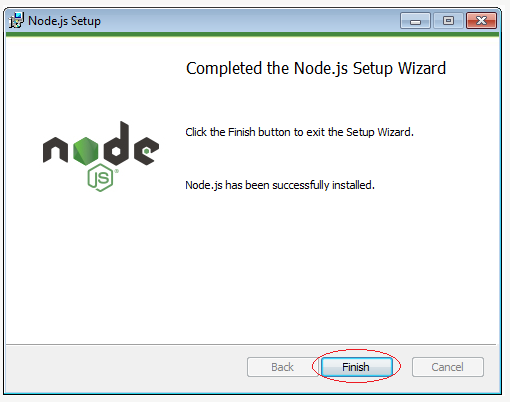 Node.js Setup
Completed the Node.js Setup Wizard
Click the Finish button to exit the Setup Wizard.
node
JS®
Node.js has been successfully installed.
Back Finish Cancel